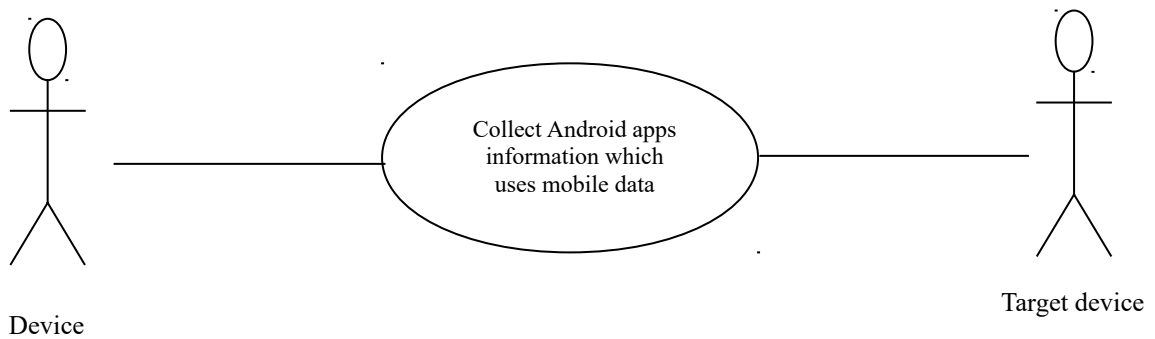 Collect Android apps
information which
uses mobile data
Target device
Device